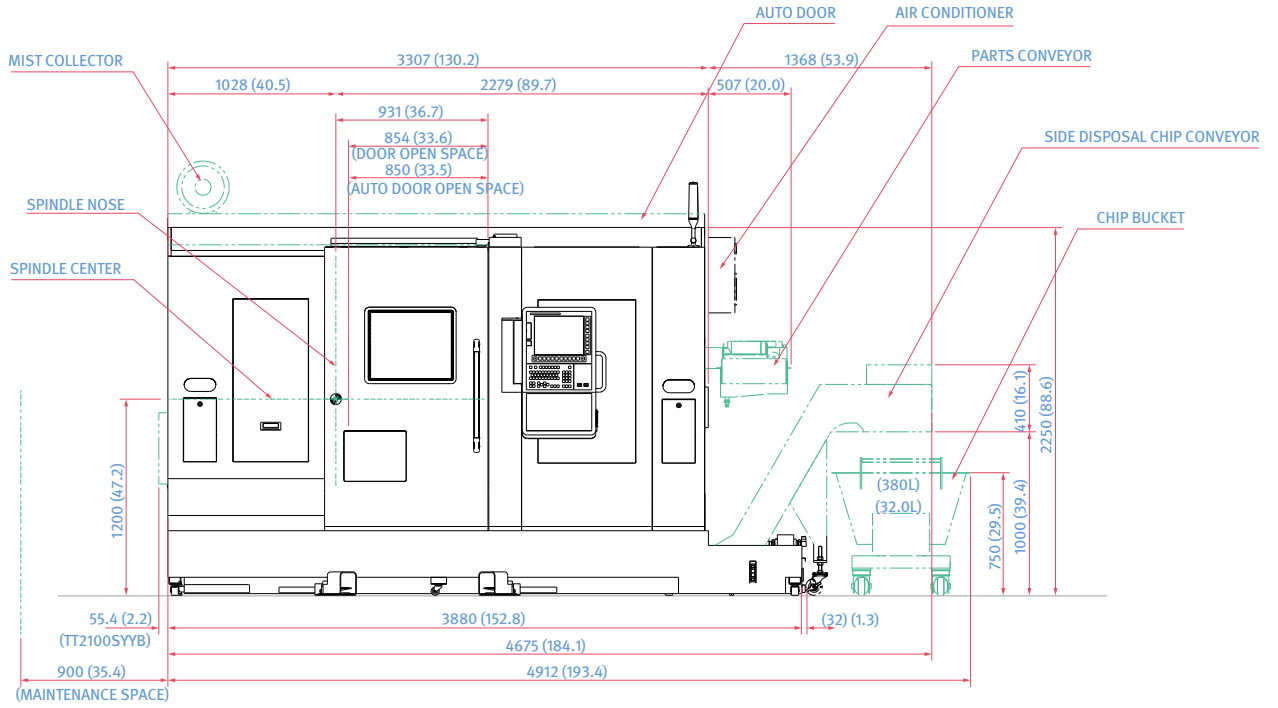 AUTO DOOR
AIR CONDITIONER
MIST COLLECTOR
3307 (130.2)
1368 (53.9)
PARTS CONVEYOR
1028 (40.5)
2279 (89.7)
507 (20.0)
931 (36.7)
854 (33.6)
(DOOR OPEN SPACE)
850 (33.5)
(AUTO DOOR OPEN SPACE)
SIDE DISPOSAL CHIP CONVEYOR
SPINDLE NOSE
CHIP BUCKET
SPINDLE CENTER
410 (16.1)
2250 (88.6)
1200 (47.2)
(380L)
(32.0L)
750 (29.5)
1000 (39.4)
55.4 (2.2)
(TT2100SYYB)
3880 (152.8)
(32) (1.3)
4675 (184.1)
900 (35.4)
(MAINTENANCE SPACE)
4912 (193.4)